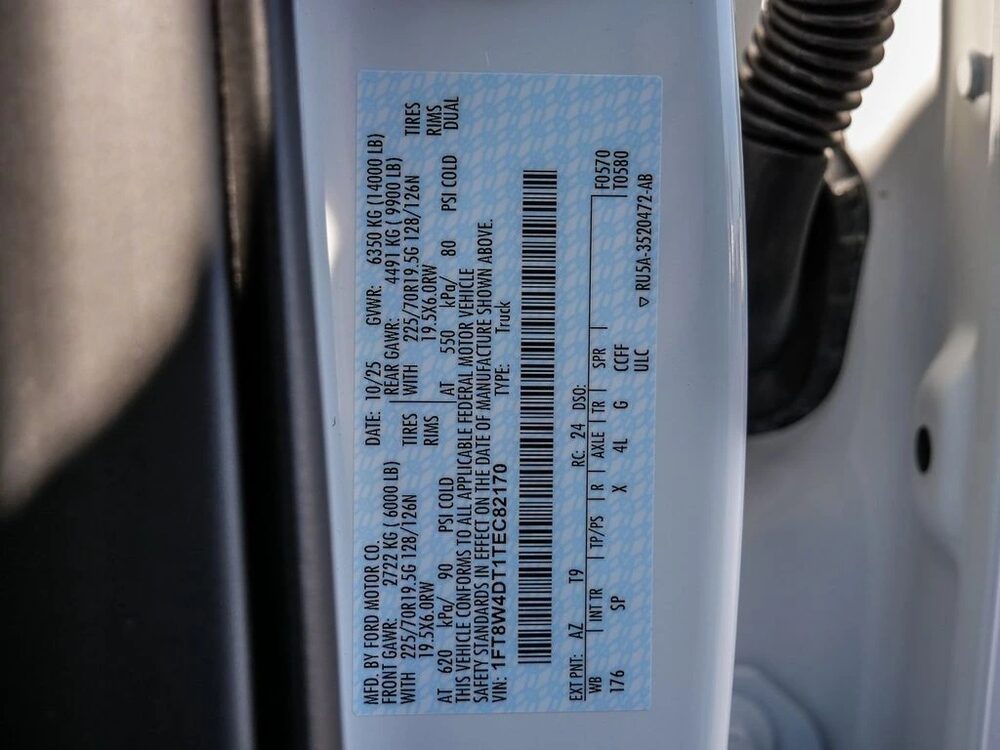 MFD. BY FORD MOTOR CO. DATE: 10/25 GVWR: 6350 KG (14000 LB)
FRONT GAWR: 2722 KG ( 6000 LB) REAR GAWR: 4491 KG ( 9900 LB)
WITH 225/70R19.5G 128/126N TIRES WITH 225/70R19.5G 128/126N TIRES
19.5X6.0RW RIMS 19.5X6.0RW RIMS
AT 620 kPa/ 90 PSI COLD AT 550 kPa/ 80 PSI COLD DUAL
THIS VEHICLE CONFORMS TO ALL APPLICABLE FEDERAL MOTOR VEHICLE
SAFETY STANDARDS IN EFFECT ON THE DATE OF MANUFACTURE SHOWN ABOVE.
VIN: 1FT8W4DT1TEC82170 TYPE: Truck
EXT PNT: AZ T9 RC: 24 DSO: F0570
WB INT TR TP/PS R AXLE TR SPR T0580
176 SP X 4L G CCFF
ULC ▽ RU5A-3520472-AB